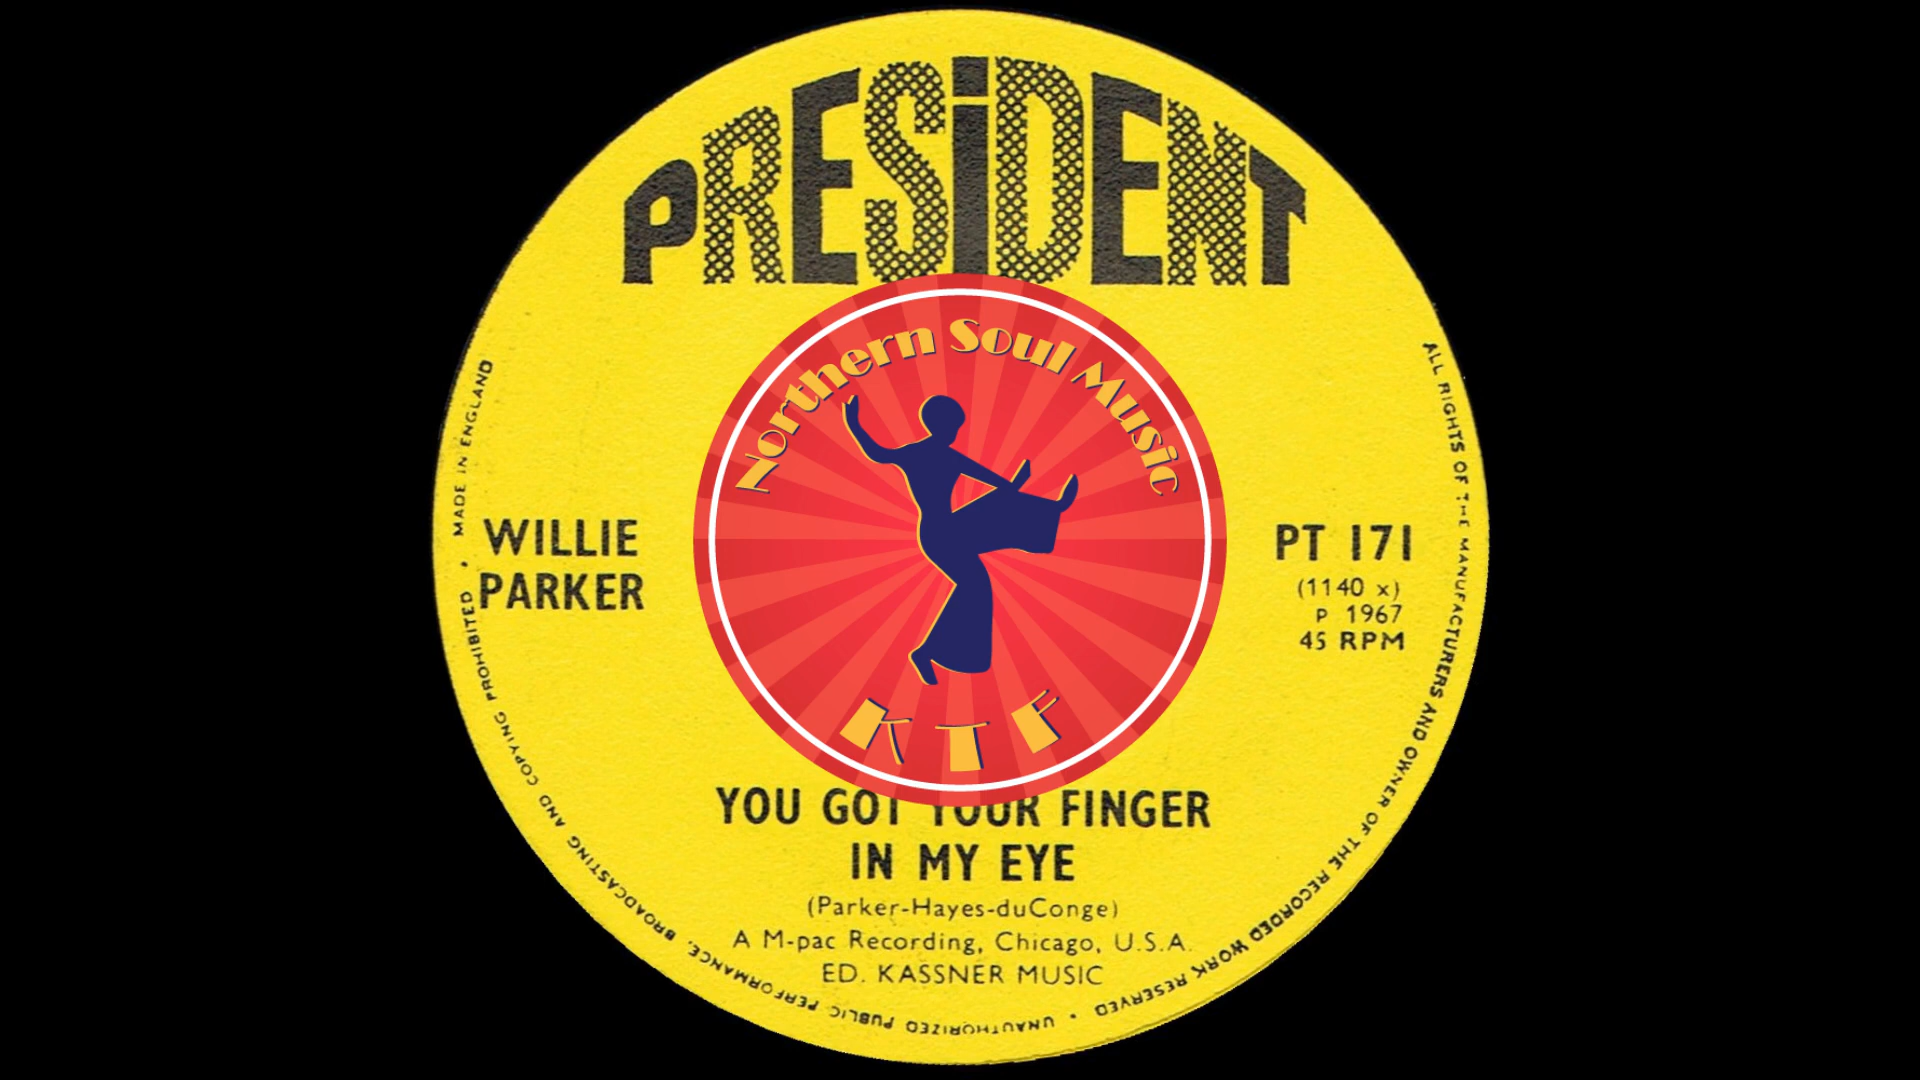 PRESiDENT
Northern Soul Music
KTF
WILLIE
PARKER
PT 171
(1140 x)
P 1967
45 RPM
YOU GOT YOUR FINGER
IN MY EYE
(Parker-Hayes-duConge)
A M-pac Recording, Chicago, U.S.A.
ED. KASSNER MUSIC
ALL RIGHTS OF THE MANUFACTURERS AND OWNER OF THE RECORDED WORK RESERVED • UNAUTHORIZED PUBLIC PERFORMANCE, BROADCASTING AND COPYING PROHIBITED • MADE IN ENGLAND